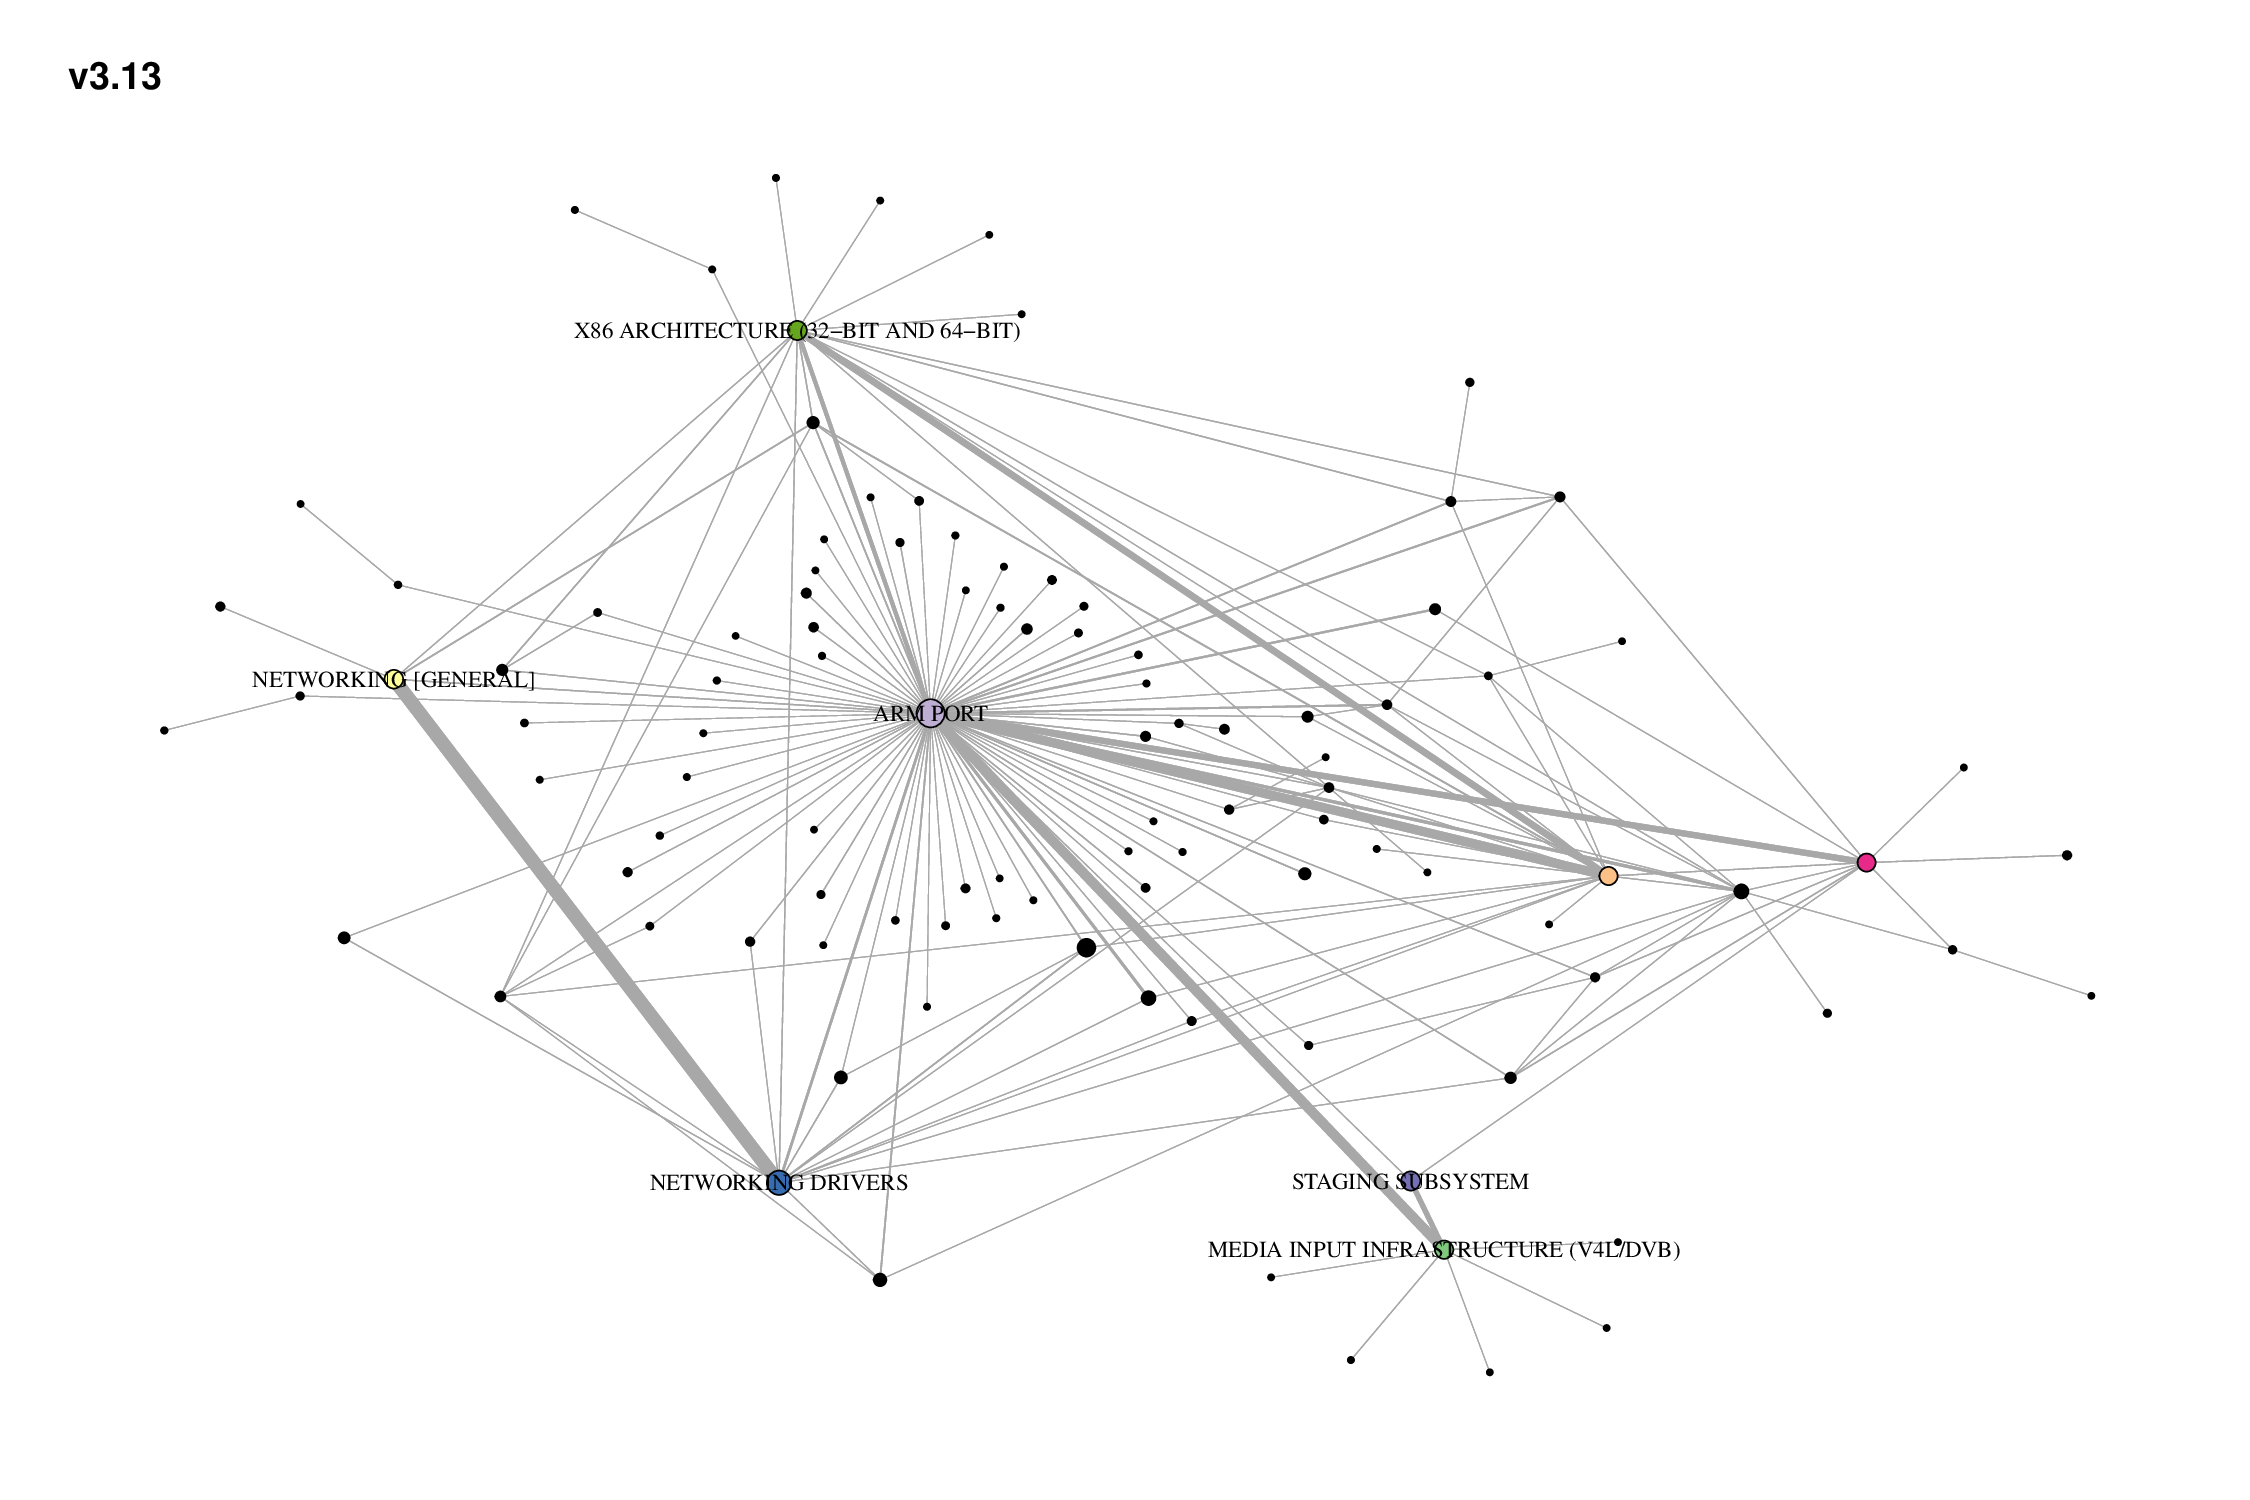 v3.13
X86 ARCHITECTURE (32−BIT AND 64−BIT)
NETWORKING [GENERAL]
ARM PORT
NETWORKING DRIVERS
STAGING SUBSYSTEM
MEDIA INPUT INFRASTRUCTURE (V4L/DVB)